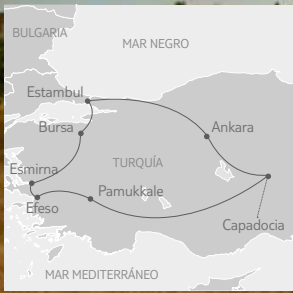 BULGARIA
MAR NEGRO
Estambul
Bursa
Ankara
TURQUÍA
Esmirna
Pamukkale
Efeso
Capadocia
MAR MEDITERRÁNEO